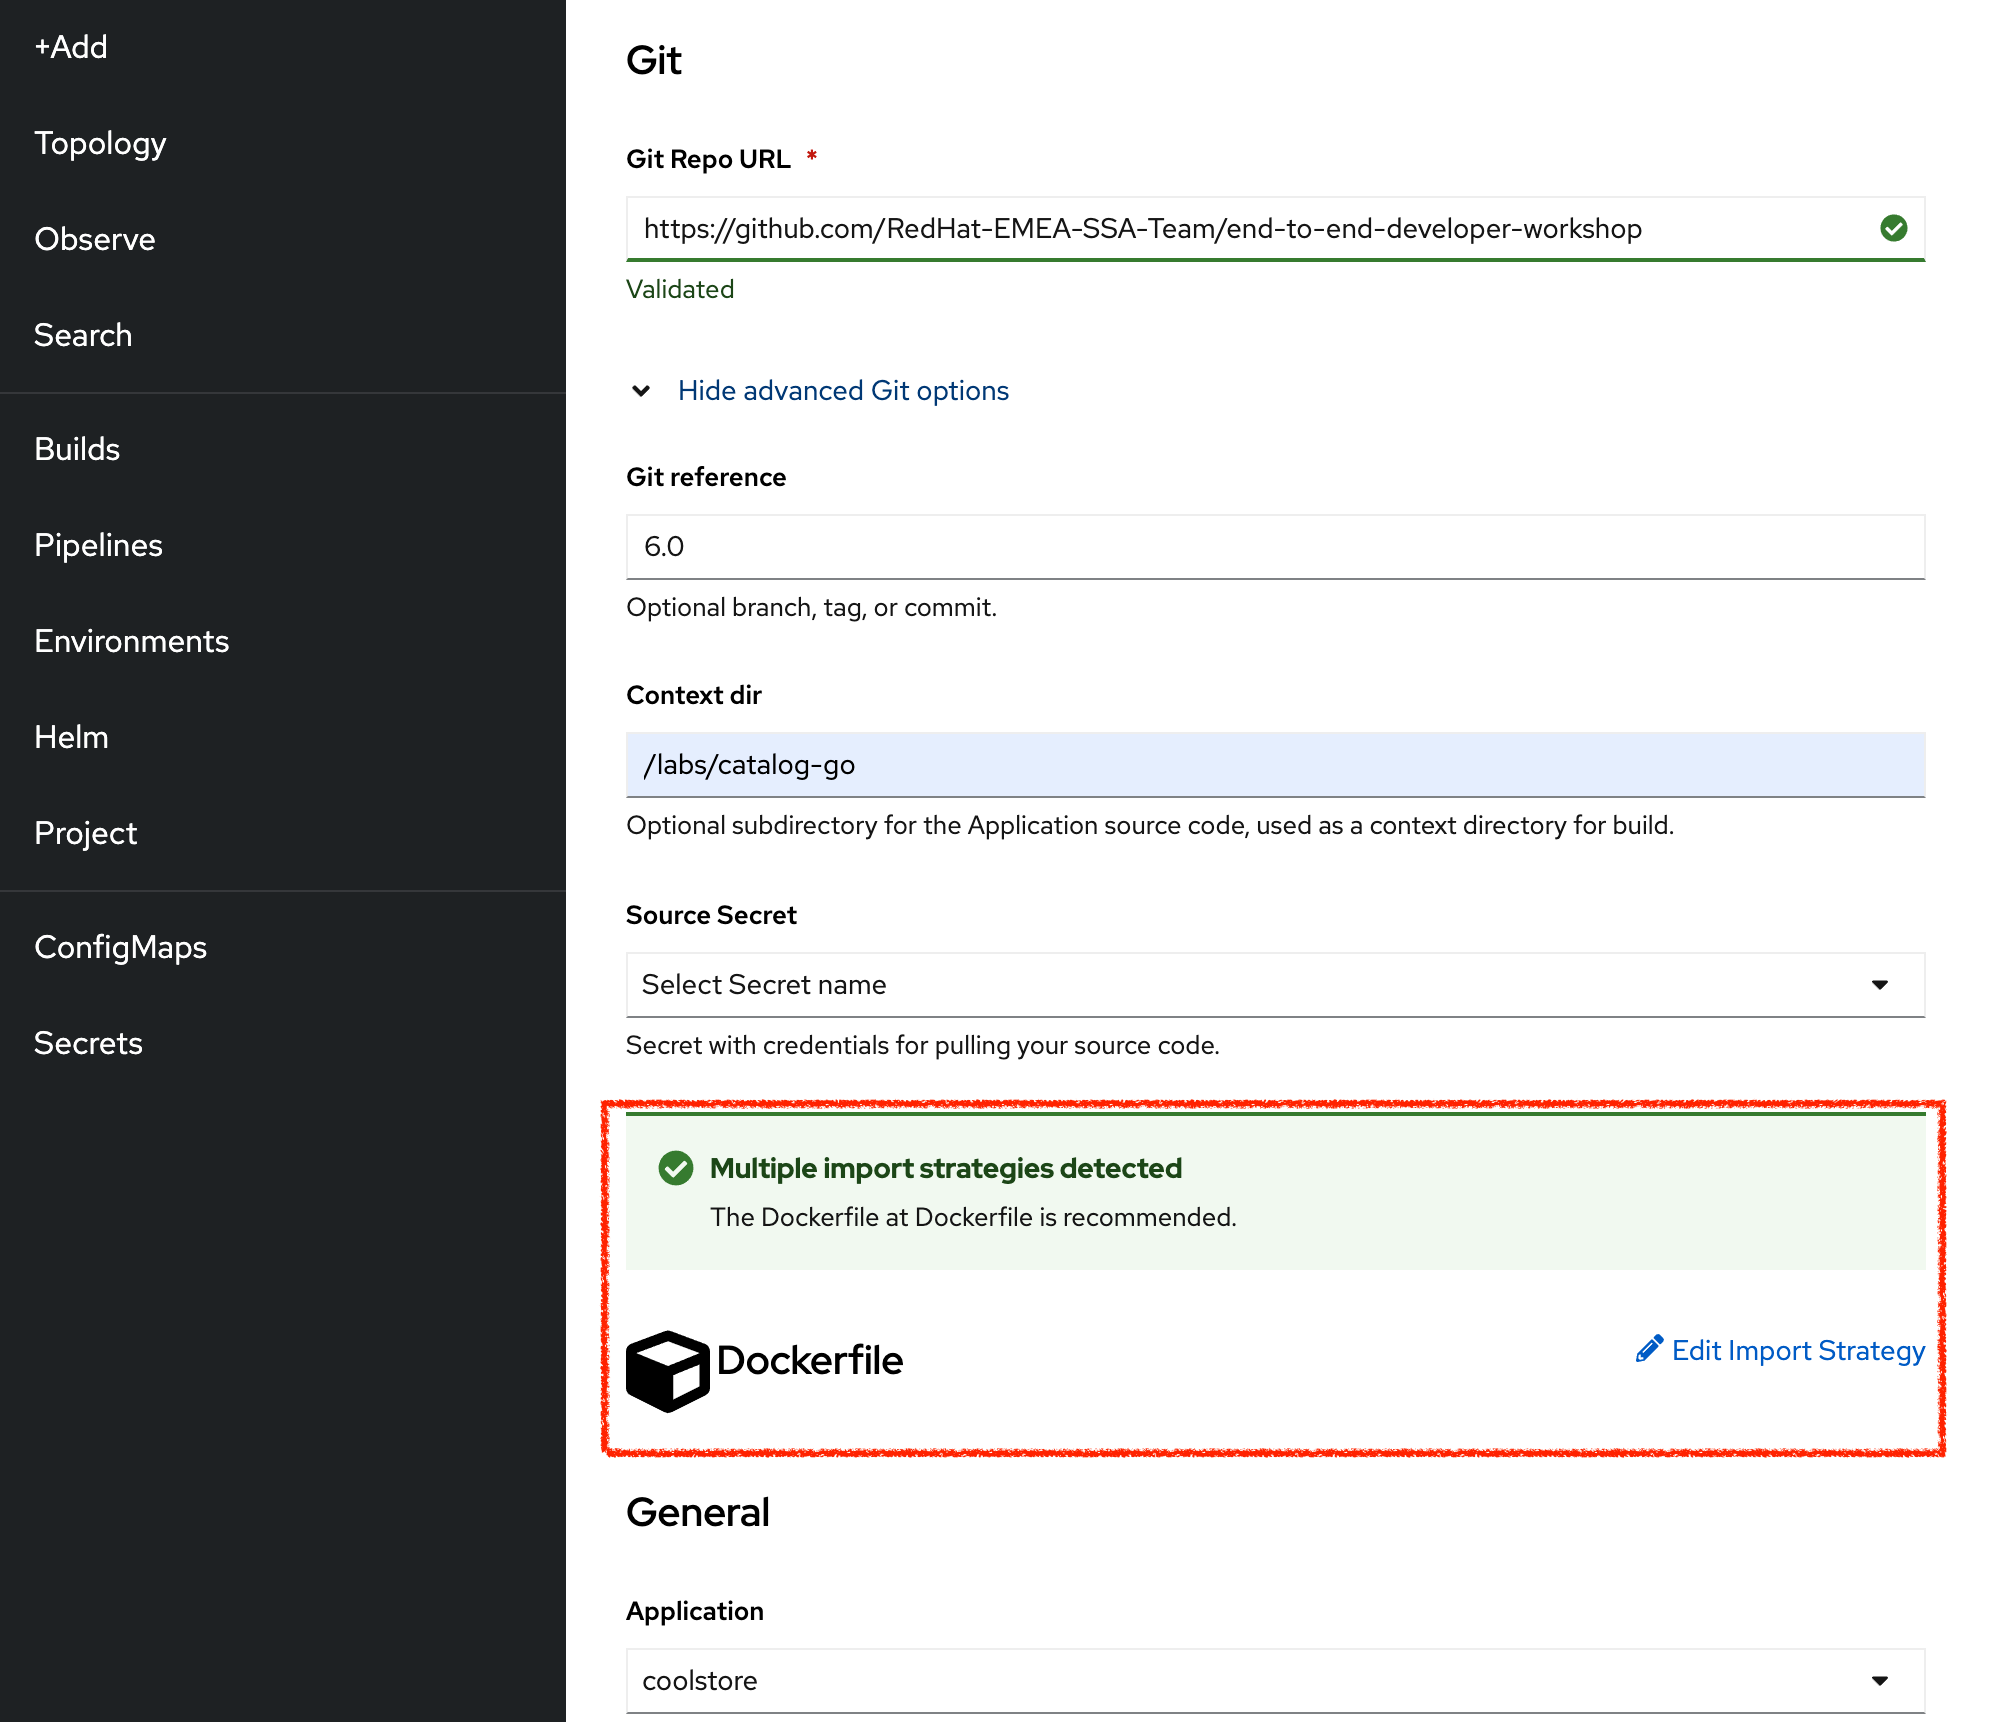 +Add
Topology
Observe
Search
Builds
Pipelines
Environments
Helm
Project
ConfigMaps
Secrets
Git
Git Repo URL *
https://github.com/RedHat-EMEA-SSA-Team/end-to-end-developer-workshop
Validated
Hide advanced Git options
Git reference
6.0
Optional branch, tag, or commit.
Context dir
/labs/catalog-go
Optional subdirectory for the Application source code, used as a context directory for build.
Source Secret
Select Secret name
Secret with credentials for pulling your source code.
Multiple import strategies detected
The Dockerfile at Dockerfile is recommended.
Dockerfile
Edit Import Strategy
General
Application
coolstore